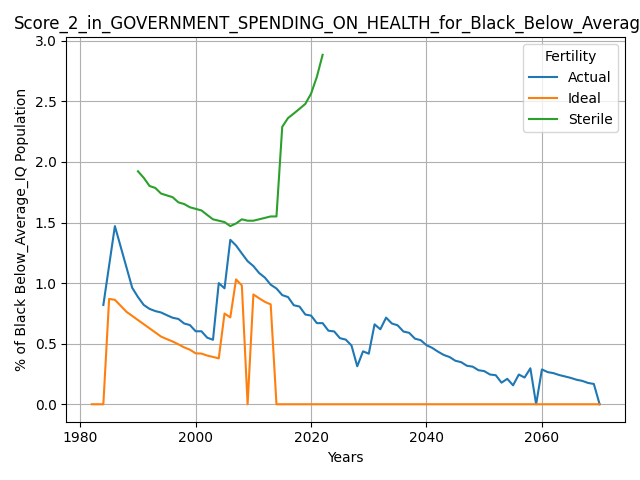 Score_2_in_GOVERNMENT_SPENDING_ON_HEALTH_for_Black_Below_Averag
% of Black Below_Average_IQ Population
3.0
2.5
2.0
1.5
1.0
0.5
0.0
Fertility
Actual
Ideal
Sterile
1980
2000
2020
2040
2060
Years